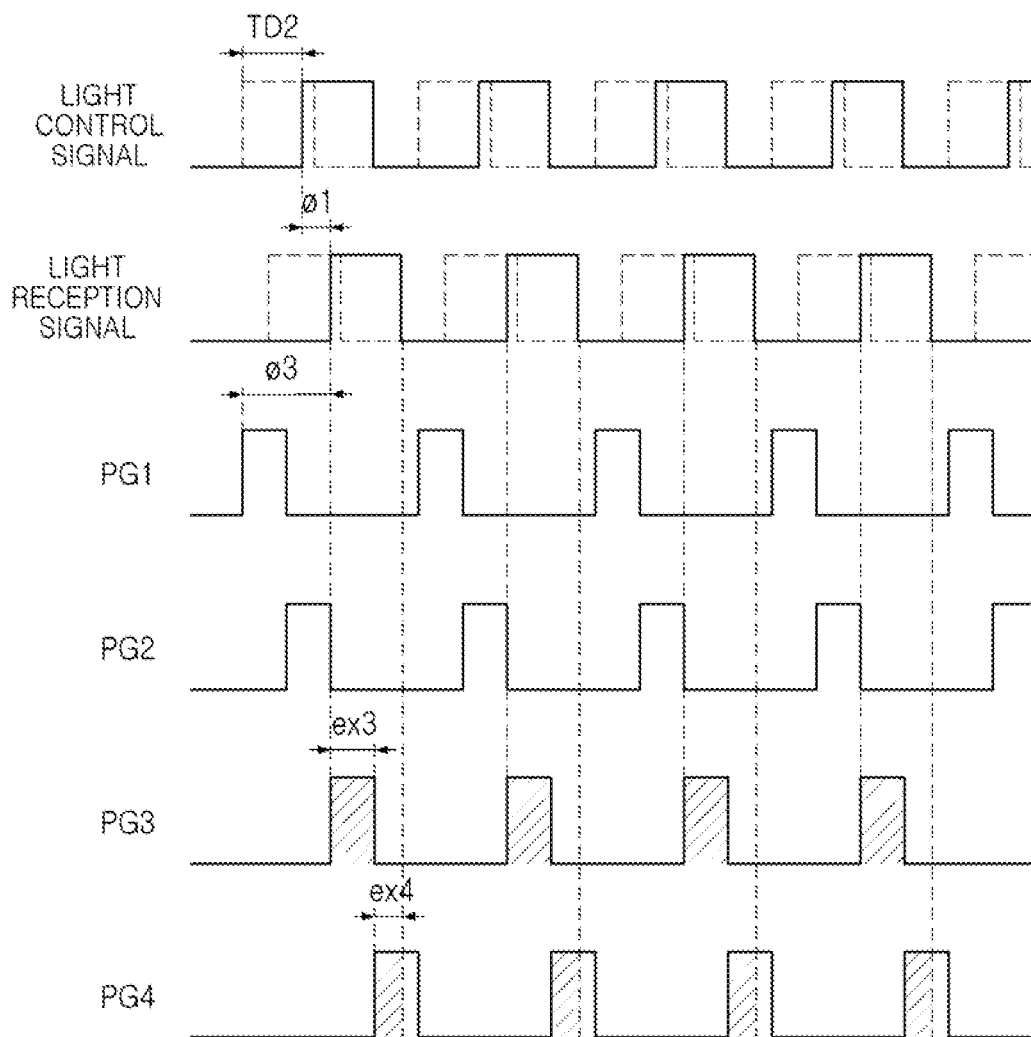 TD2
LIGHT
CONTROL
SIGNAL
ø1
LIGHT
RECEPTION
SIGNAL
ø3
PG1
PG2
ex3
PG3
ex4
PG4